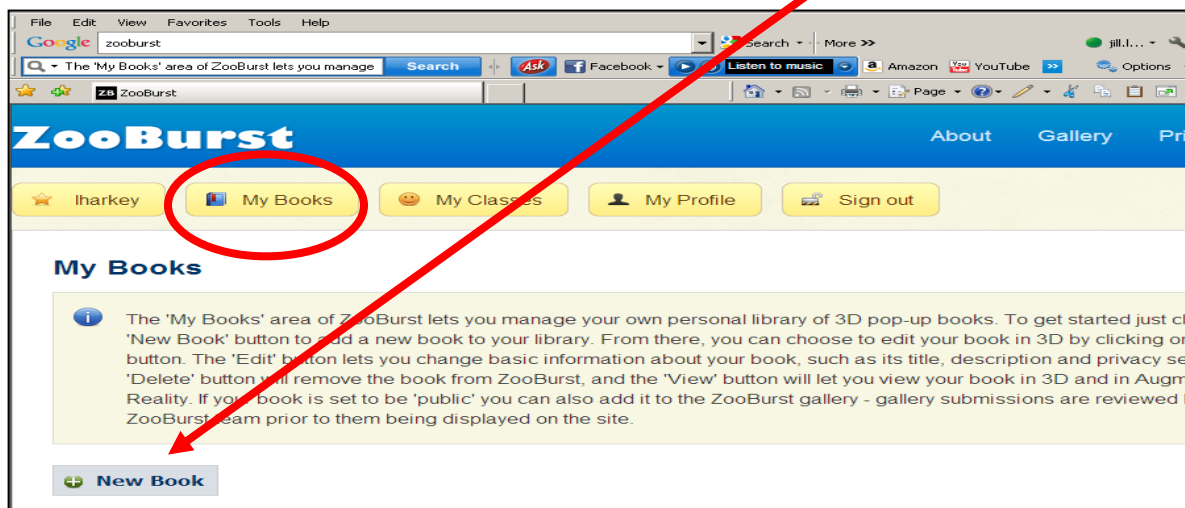 File Edit View Favorites Tools Help
Google zooburst Search More >> jill.l...
The 'My Books' area of ZooBurst lets you manage Search Ask Facebook Listen to music Amazon YouTube >> Options
ZB ZooBurst Page
ZooBurst About Gallery Pri
lharkey My Books My Classes My Profile Sign out
My Books
The 'My Books' area of ZooBurst lets you manage your own personal library of 3D pop-up books. To get started just cl
'New Book' button to add a new book to your library. From there, you can choose to edit your book in 3D by clicking or
button. The 'Edit' button lets you change basic information about your book, such as its title, description and privacy se
'Delete' button will remove the book from ZooBurst, and the 'View' button will let you view your book in 3D and in Augm
Reality. If your book is set to be 'public' you can also add it to the ZooBurst gallery - gallery submissions are reviewed
ZooBurst team prior to them being displayed on the site.
New Book